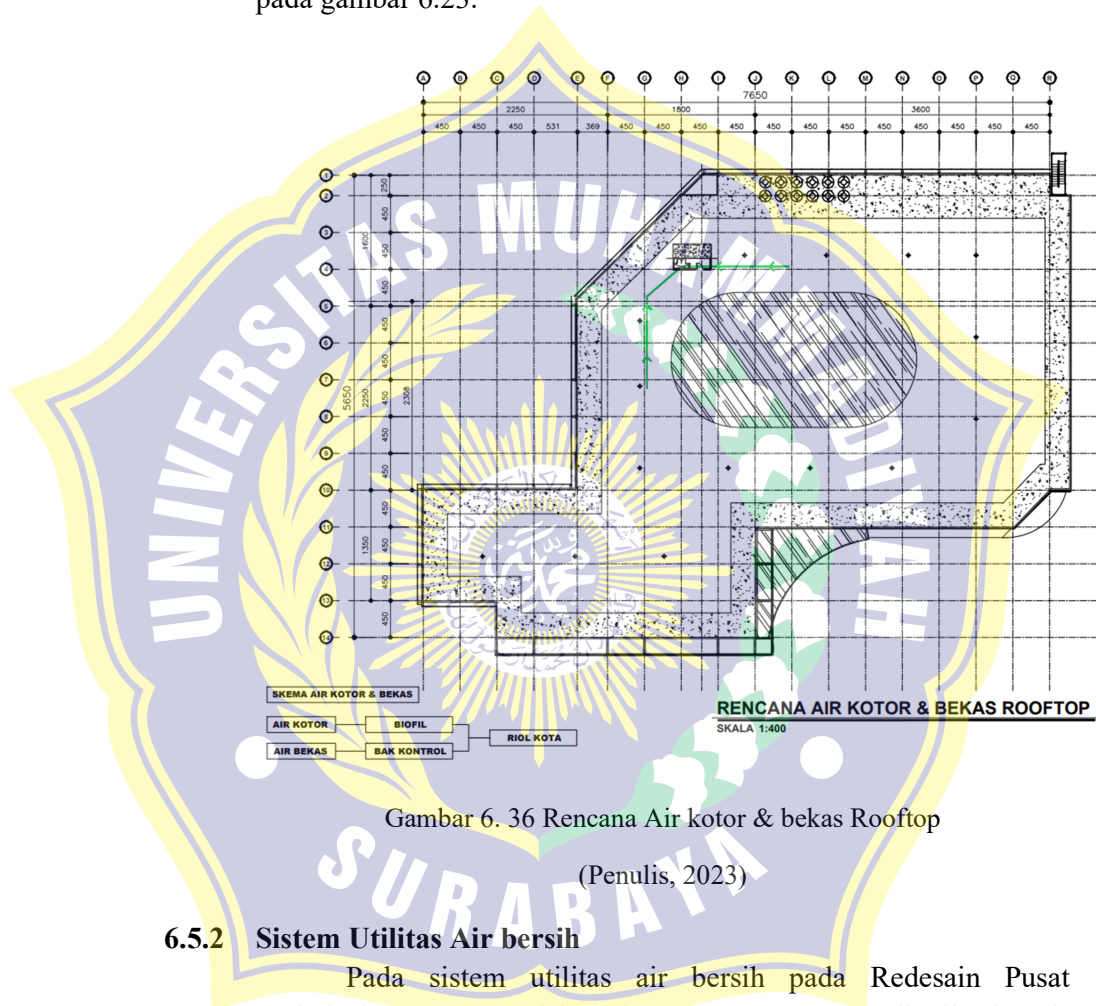 pada gambar 6.25.
A B C D E F G H I J K L M N O P Q R
7650
2250 1800 3600
450 450 450 531 369 450 450 450 450 450 450 450 450 450 450 450 450
1
2
3
4
5
6
7
8
9
10
11
12
13
14
5650
1600
2250
1350
2308
250
450
450
450
450
450
450
450
450
450
450
450
450
UNIVERSITAS MUHAMMADIYAH
SURABAYA
SKEMA AIR KOTOR & BEKAS
AIR KOTOR BIOFIL
RIOL KOTA
AIR BEKAS BAK KONTROL
RENCANA AIR KOTOR & BEKAS ROOFTOP
SKALA 1:400
Gambar 6. 36 Rencana Air kotor & bekas Rooftop
(Penulis, 2023)
6.5.2 Sistem Utilitas Air bersih
Pada sistem utilitas air bersih pada Redesain Pusat